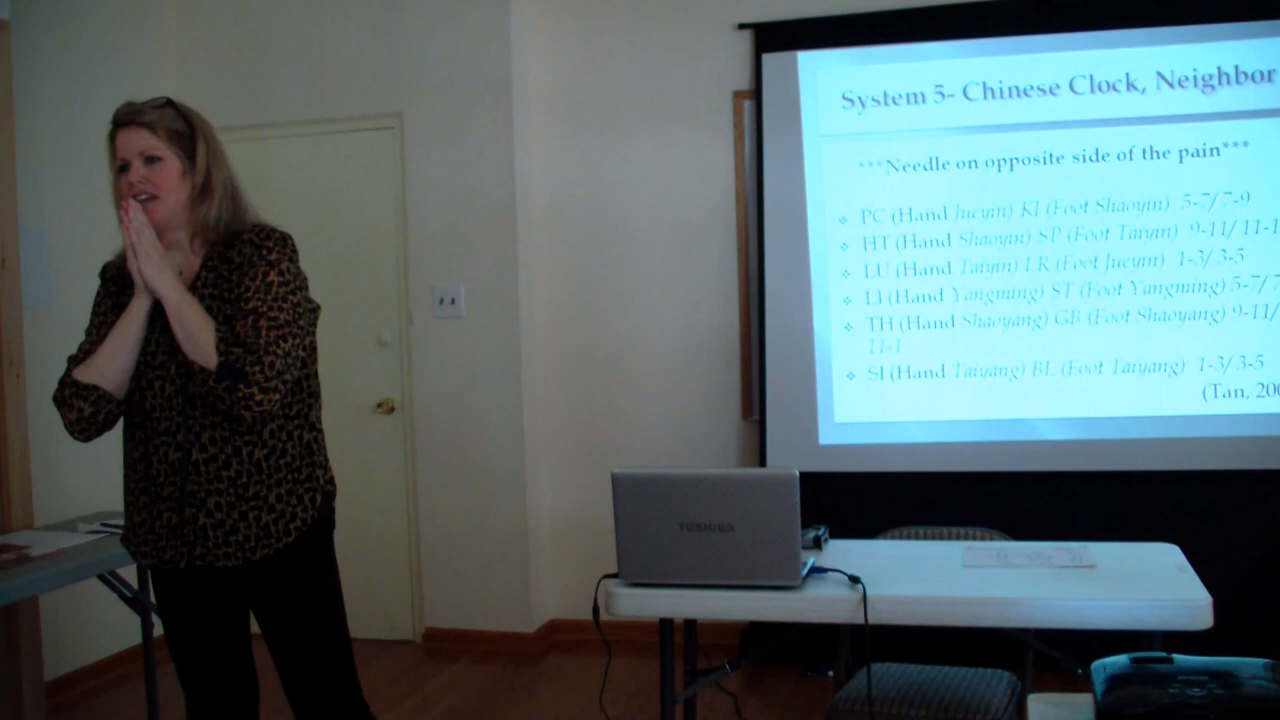 System 5- Chinese Clock, Neighbor
***Needle on opposite side of the pain***
❖ PC (Hand Jueyin) KI (Foot Shaoyin) 5-7/ 7-9
❖ HT (Hand Shaoyin) SP (Foot Taiyin) 9-11/ 11-1
❖ LU (Hand Taiyin) LR (Foot Jueyin) 1-3/ 3-5
❖ LI (Hand Yangming) ST (Foot Yangming) 5-7/ 7
❖ TH (Hand Shaoyang) GB (Foot Shaoyang) 9-11/
11-1
❖ SI (Hand Taiyang) BL (Foot Taiyang) 1-3/ 3-5
(Tan, 200
TOSHIBA